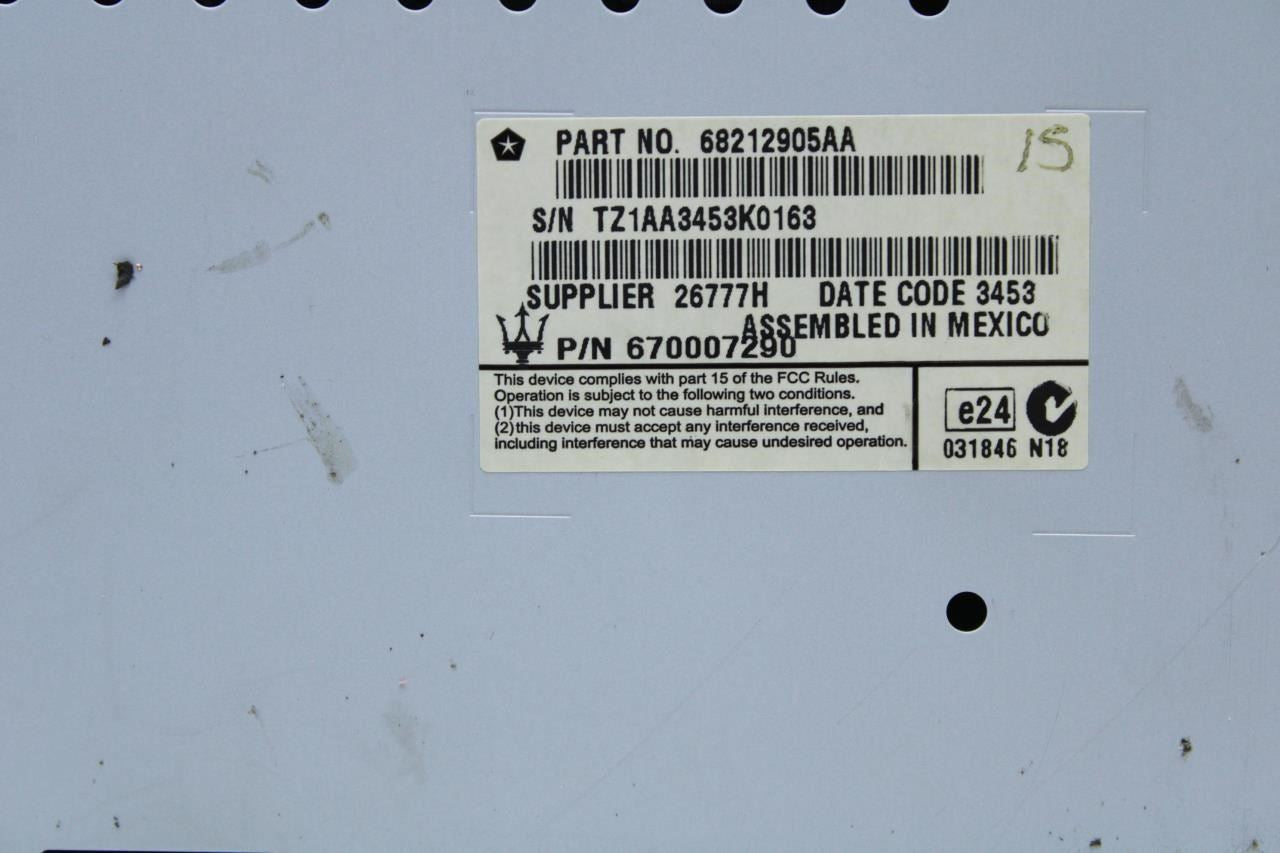 PART NO. 68212905AA
15
S/N TZ1AA3453K0163
SUPPLIER 26777H DATE CODE 3453
ASSEMBLED IN MEXICO
P/N 670007290
This device complies with part 15 of the FCC Rules.
Operation is subject to the following two conditions.
(1)This device may not cause harmful interference, and
(2)this device must accept any interference received,
including interference that may cause undesired operation.
e24
031846 N18